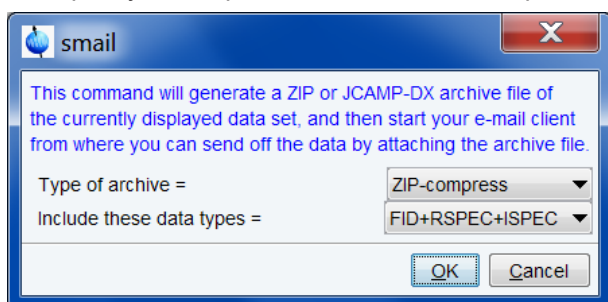 smail
This command will generate a ZIP or JCAMP-DX archive file of
the currently displayed data set, and then start your e-mail client
from where you can send off the data by attaching the archive file.
Type of archive = ZIP-compress
Include these data types = FID+RSPEC+ISPEC
OK Cancel